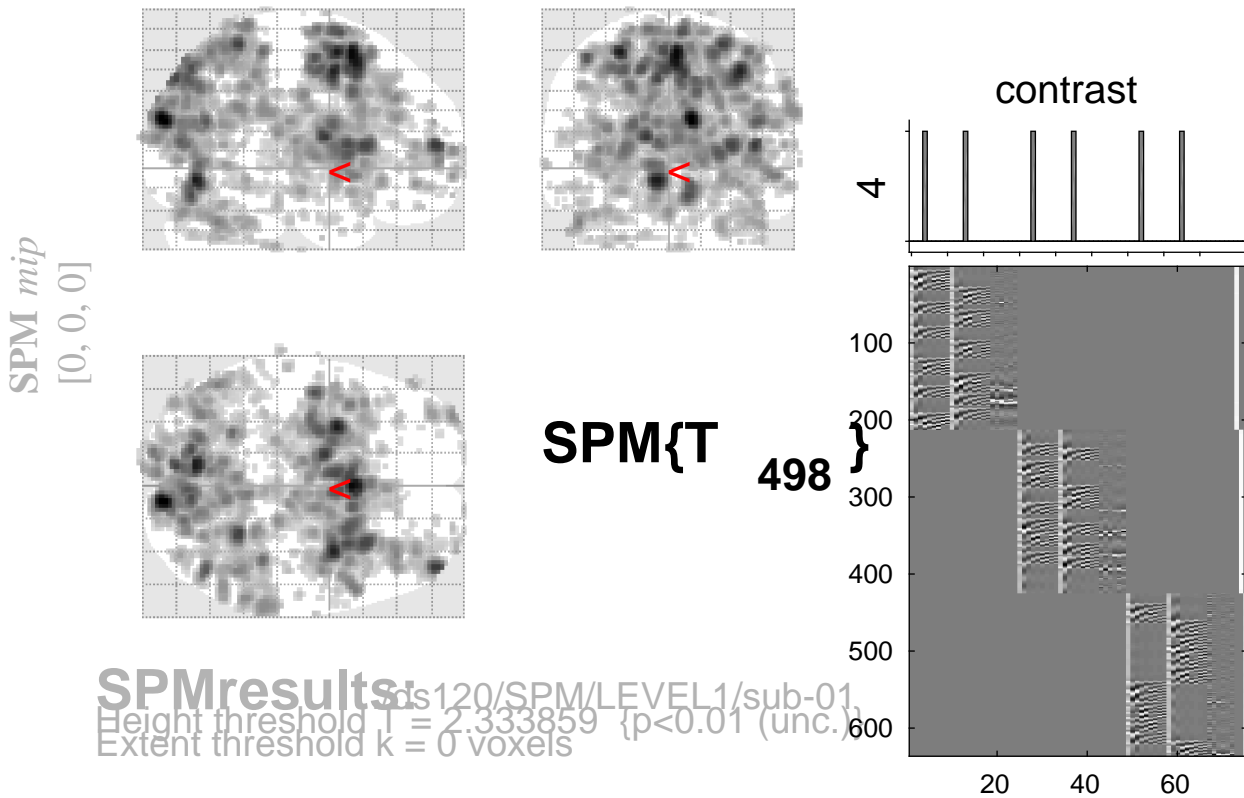 SPM mip
[0, 0, 0]
<
<
<
SPM{T 498 }
SPMresults: /ds120/SPM/LEVEL1/sub-01
Height threshold T = 2.333859 {p<0.01 (unc.)}
Extent threshold k = 0 voxels
contrast
4
100
200
300
400
500
600
20 40 60